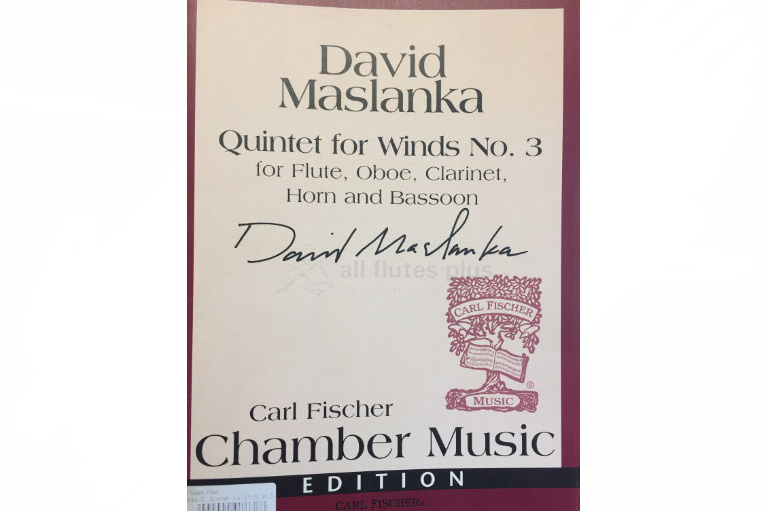 David
Maslanka
Quintet for Winds No. 3
for Flute, Oboe, Clarinet,
Horn and Bassoon
David Maslanka
all flutes plus
CARL FISCHER
®
MUSIC
Carl Fischer
Chamber Music
EDITION
CARL FISCHER®